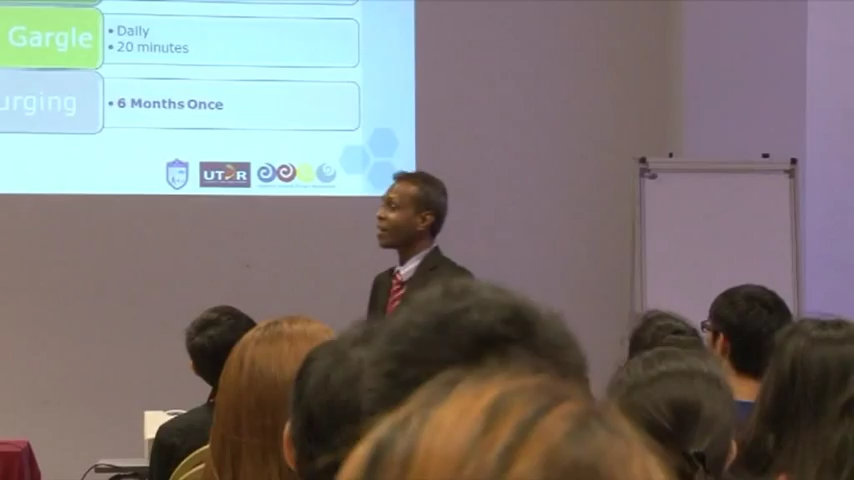 Gargle
• Daily
• 20 minutes
urging
• 6 Months Once
UTAR